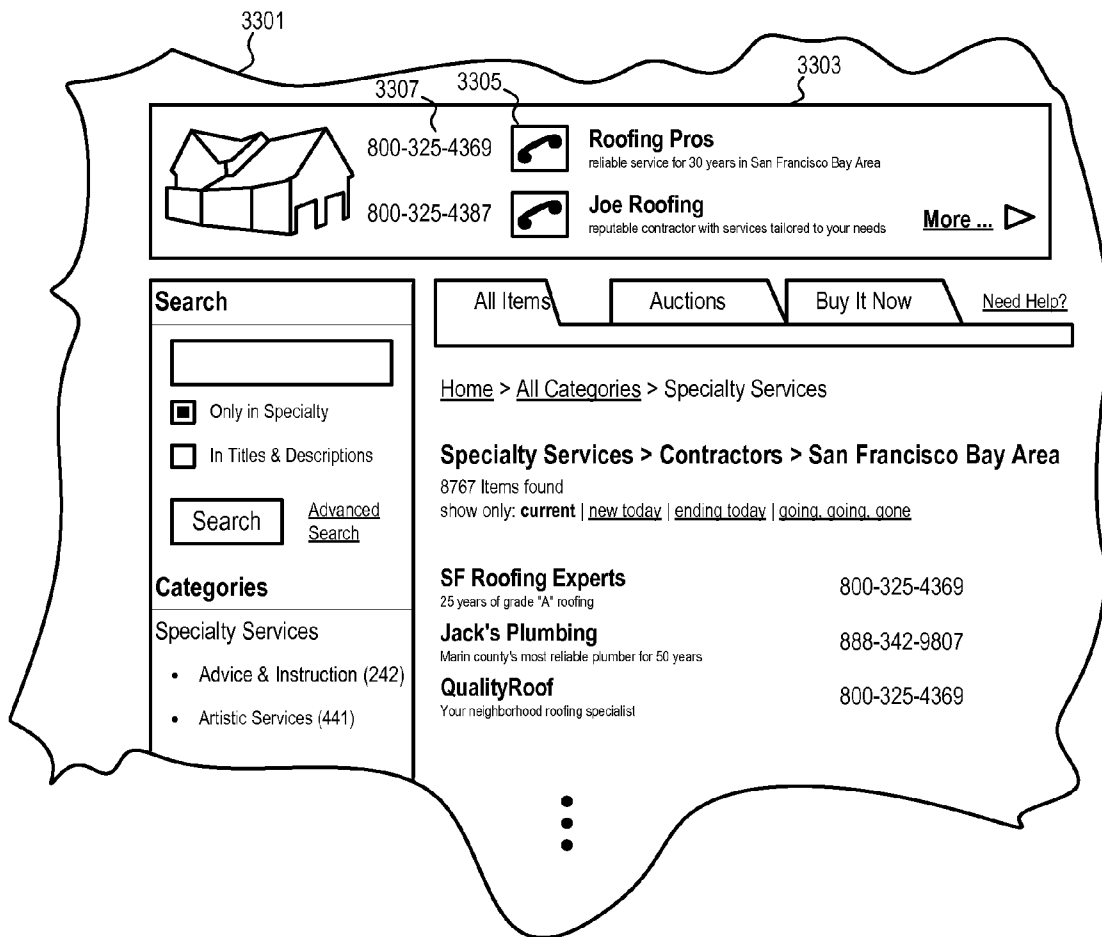 3301
3303
3307
3305
800-325-4369
Roofing Pros
reliable service for 30 years in San Francisco Bay Area
800-325-4387
Joe Roofing
reputable contractor with services tailored to your needs
More ...
Search
Only in Specialty
In Titles & Descriptions
Search
Advanced
Search
Categories
Specialty Services
• Advice & Instruction (242)
• Artistic Services (441)
All Items
Auctions
Buy It Now
Need Help?
Home > All Categories > Specialty Services
Specialty Services > Contractors > San Francisco Bay Area
8767 Items found
show only: current | new today | ending today | going, going, gone
SF Roofing Experts
800-325-4369
25 years of grade "A" roofing
Jack's Plumbing
888-342-9807
Marin county's most reliable plumber for 50 years
QualityRoof
800-325-4369
Your neighborhood roofing specialist